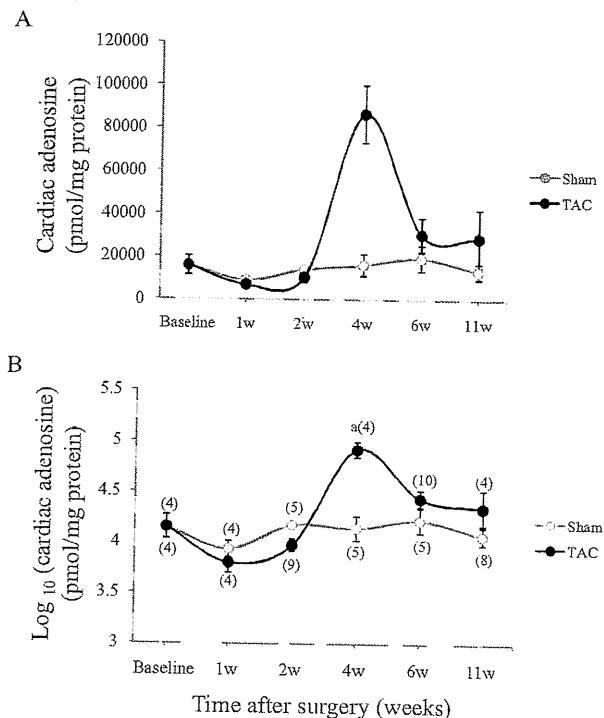 A
Cardiac adenosine
(pmol/mg protein)
120000
100000
80000
60000
40000
20000
0
Baseline 1w 2w 4w 6w 11w
Sham
TAC
B
Log 10 (cardiac adenosine)
(pmol/mg protein)
5.5
5
4.5
4
3.5
3
(4)
(4)
(4)
(4)
(5)
(9)
a(4)
(5)
(10)
(5)
(4)
(8)
Baseline 1w 2w 4w 6w 11w
Sham
TAC
Time after surgery (weeks)